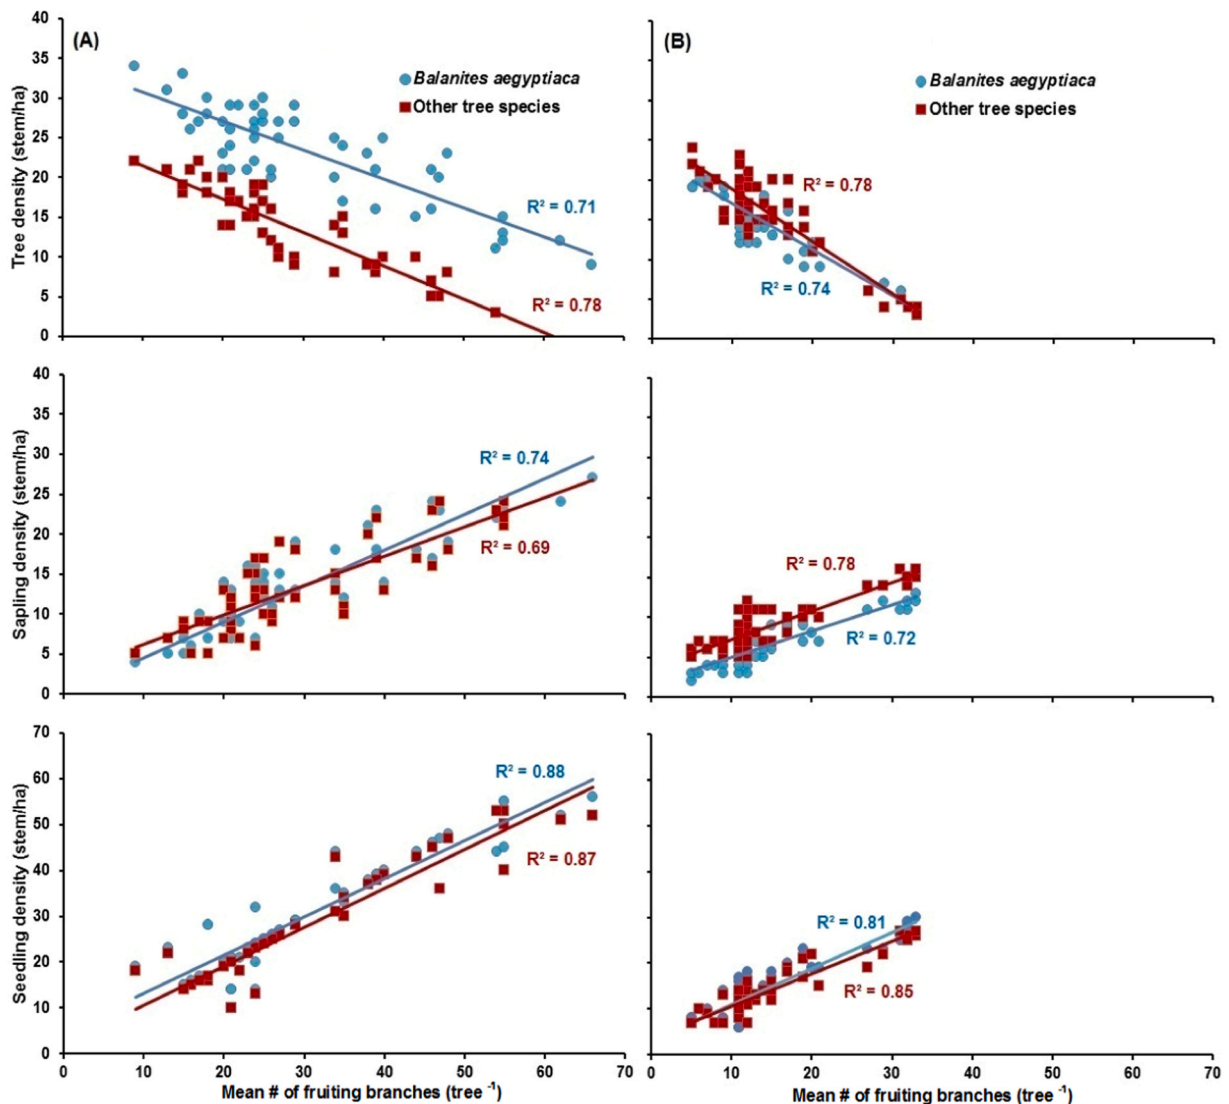 (A)
Balanites aegyptiaca
Other tree species
R² = 0.71
R² = 0.78
Tree density (stem/ha)
40
35
30
25
20
15
10
5
0
(B)
Balanites aegyptiaca
Other tree species
R² = 0.78
R² = 0.74
Sapling density (stem/ha)
40
35
30
25
20
15
10
5
0
R² = 0.74
R² = 0.69
R² = 0.78
R² = 0.72
Seedling density (stem/ha)
70
60
50
40
30
20
10
0
R² = 0.88
R² = 0.87
R² = 0.81
R² = 0.85
0 10 20 30 40 50 60 70
Mean # of fruiting branches (tree -1)
0 10 20 30 40 50 60 70
Mean # of fruiting branches (tree -1)